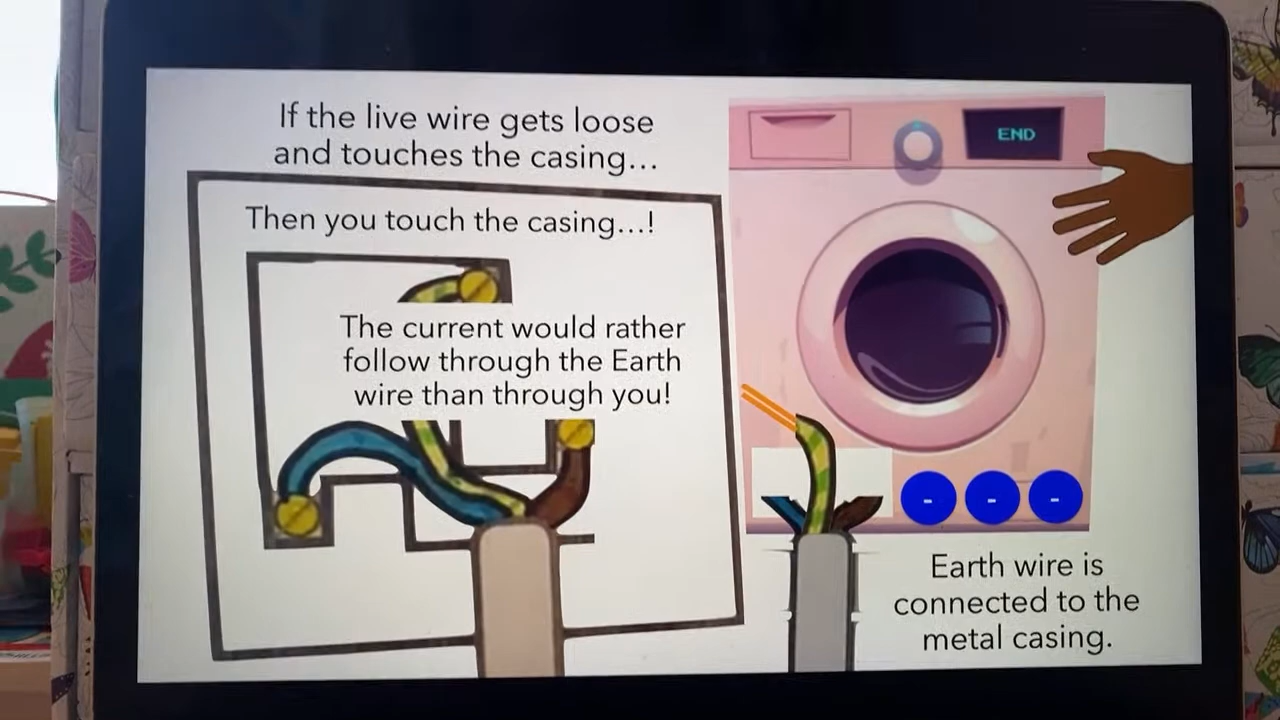 If the live wire gets loose
and touches the casing...
Then you touch the casing...!
The current would rather
follow through the Earth
wire than through you!
END
- - -
Earth wire is
connected to the
metal casing.